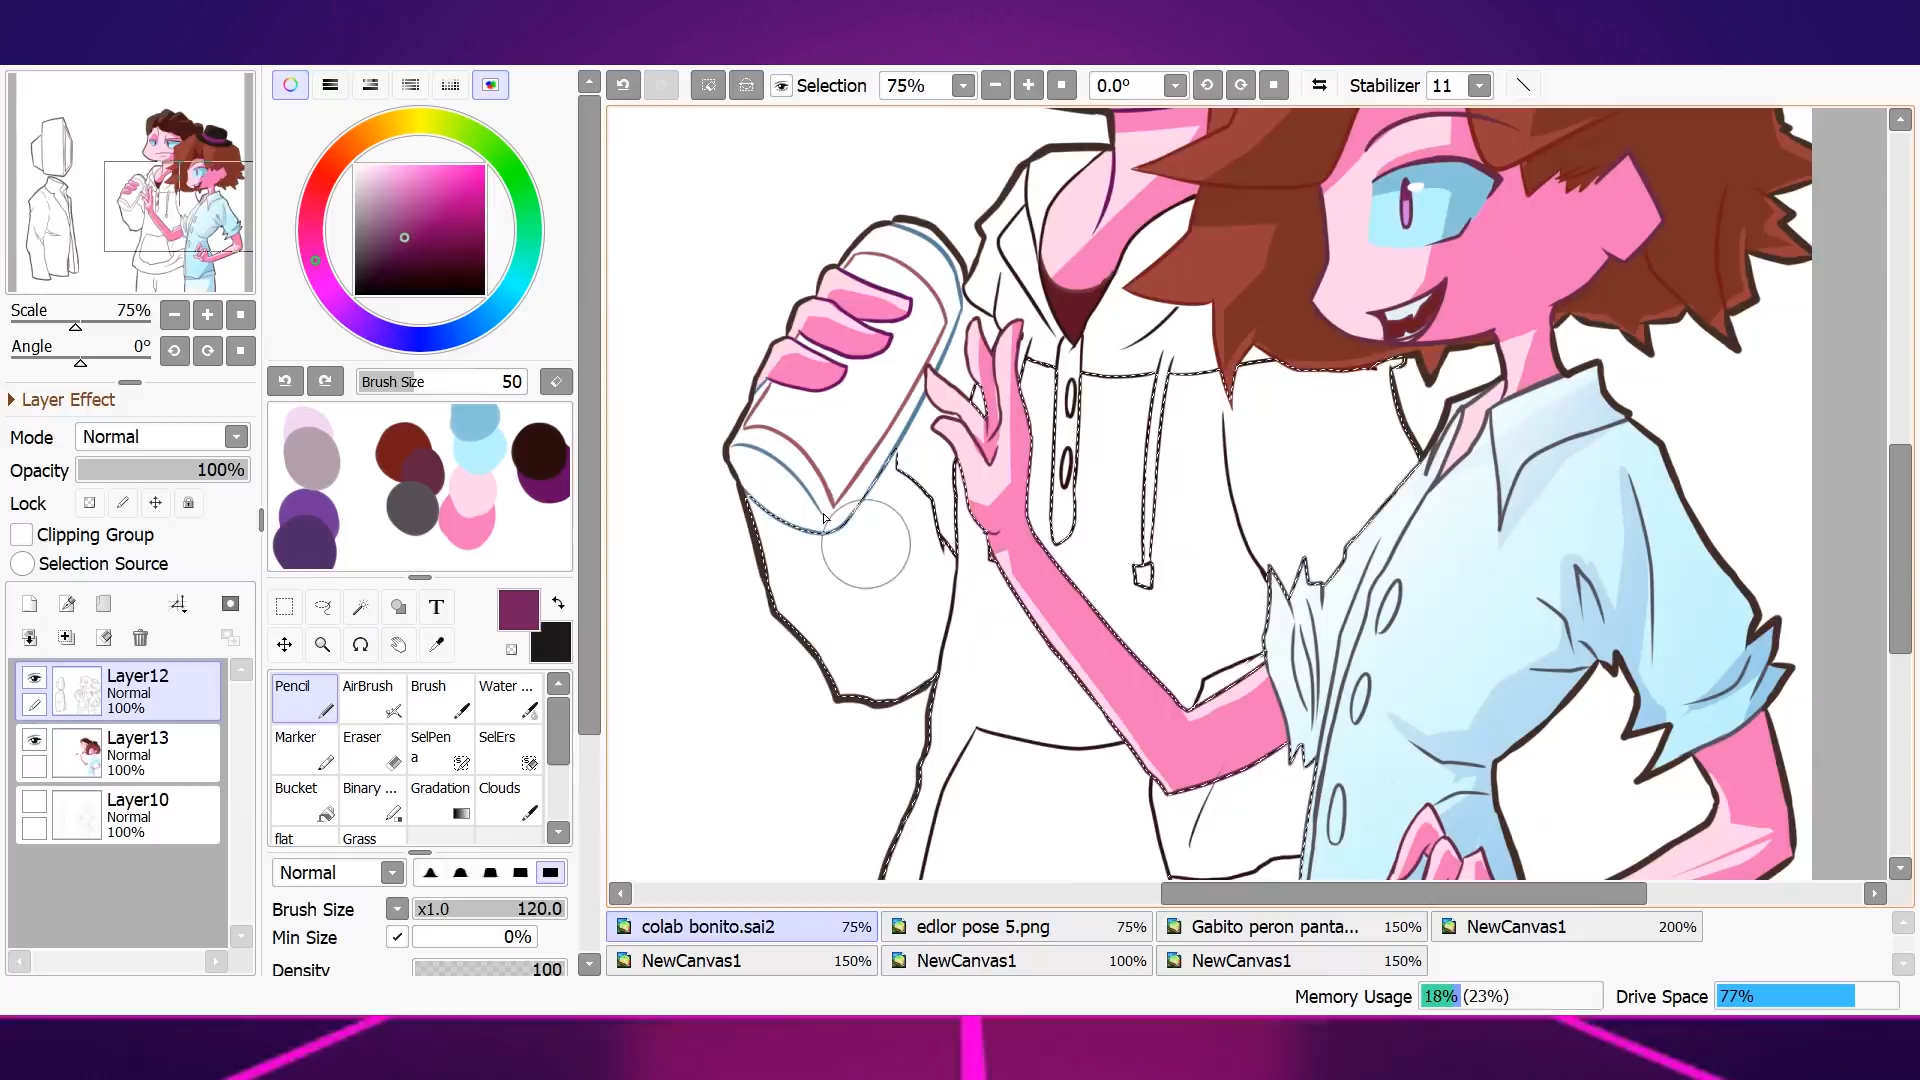 Selection 75% 0.0° Stabilizer 11
Scale 75%
Angle 0°
Layer Effect
Mode Normal
Opacity 100%
Lock
Clipping Group
Selection Source
Layer12
Normal
100%
Layer13
Normal
100%
Layer10
Normal
100%
Brush Size 50
T
Pencil AirBrush Brush Water ...
Marker Eraser SelPen SelErs
a
Bucket Binary ... Gradation Clouds
flat Grass
Normal
Brush Size x1.0 120.0
Min Size 0%
Density 100
colab bonito.sai2 75% edlor pose 5.png 75% Gabito peron panta... 150% NewCanvas1 200%
NewCanvas1 150% NewCanvas1 100% NewCanvas1 150%
Memory Usage 18% (23%) Drive Space 77%